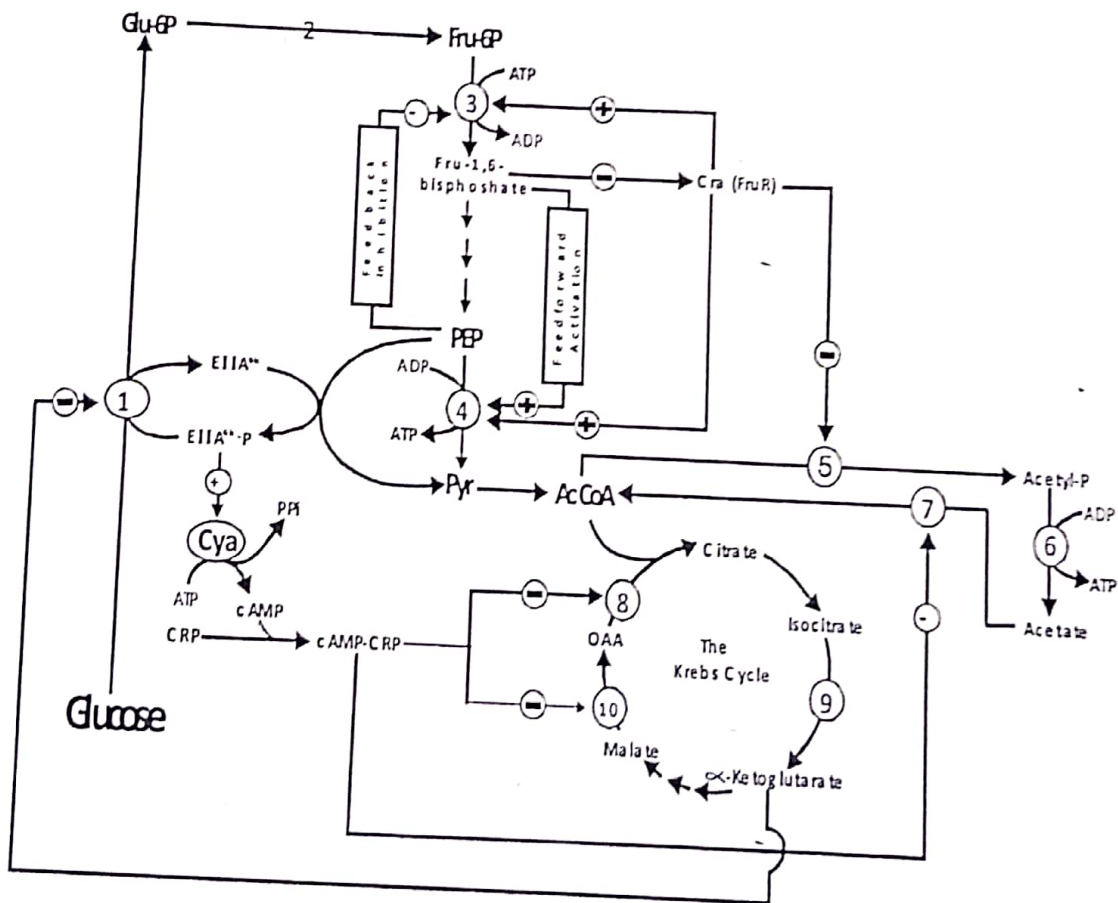 Glu-6P
2
Fru-6P
ATP
3
-
+
ADP
Feedback
Inhibition
Fru-1,6-
bisphoshate
-
Cra (FruR)
Feedforward
Activation
-
PEP
ADP
EIIA
-
1
+
4
ATP
+
EIIA -P
5
Pyr
AcCoA
Acetyl-P
+
7
ADP
PPi
6
Cya
Citrate
ATP
ATP
cAMP
-
8
-
Isocitrate
Acetate
CRP
cAMP-CRP
OAA
The
Krebs Cycle
9
-
10
Glucose
Malate
α-Ketoglutarate